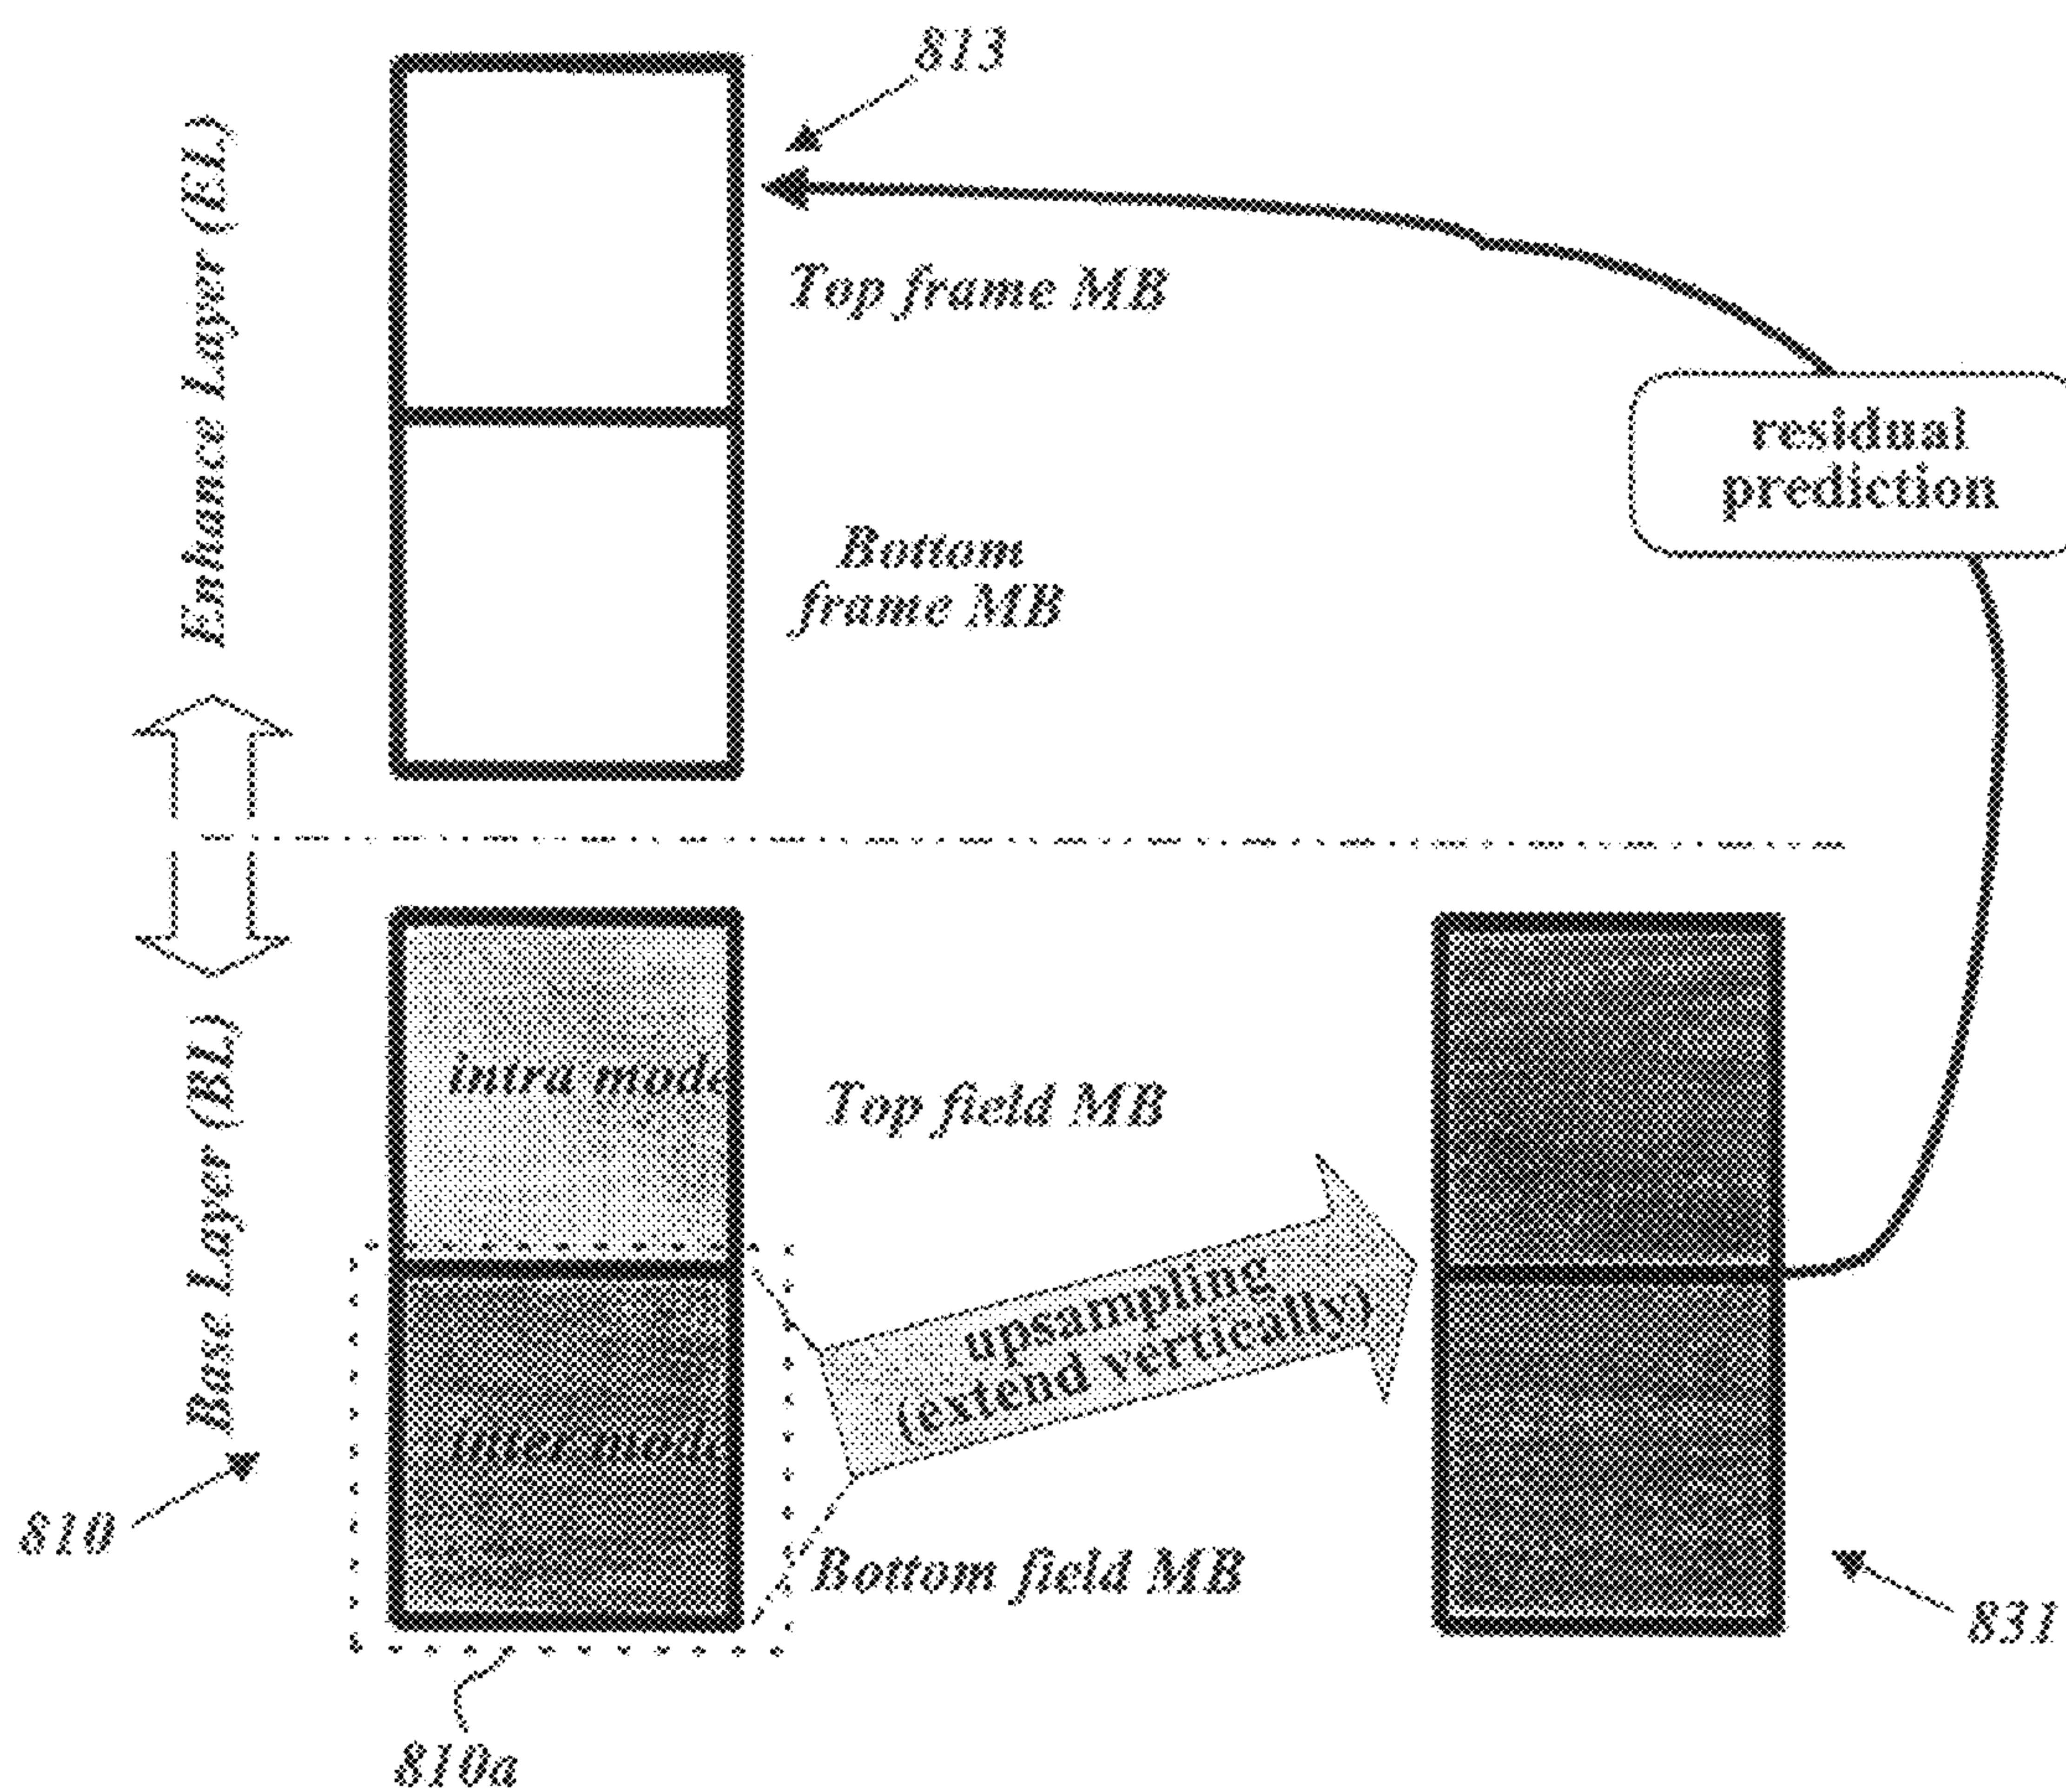 813
Enhance Layer (EL)
Top frame MB
residual
prediction
Bottom
frame MB
Base Layer (BL)
intra mode
Top field MB
upsampling
(extend vertically)
inter mode
810
Bottom field MB
831
810a